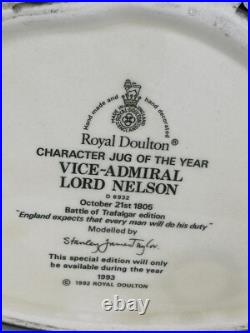 Hand made and hand decorated
Royal Doulton®
CHARACTER JUG OF THE YEAR
VICE-ADMIRAL
LORD NELSON
D 6932
October 21st 1805
Battle of Trafalgar edition
"England expects that every man will do his duty"
Modelled by
Stanley James Taylor.
This special edition will only
be available during the year
1993
© 1992 ROYAL DOULTON